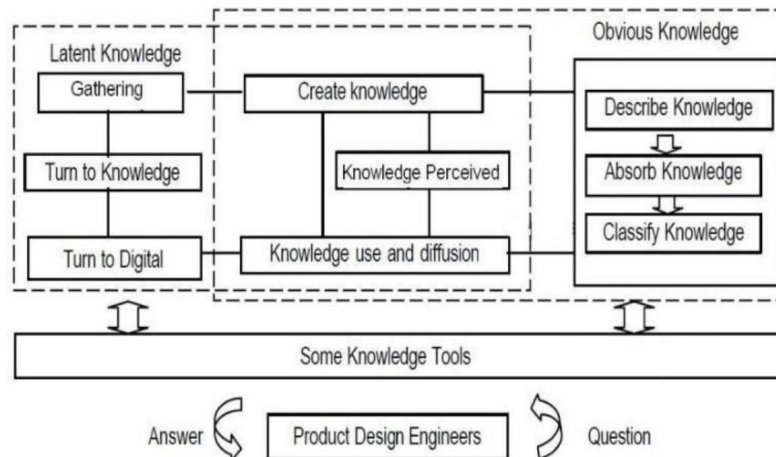 Latent Knowledge
Obvious Knowledge
Gathering
Create knowledge
Describe Knowledge
Turn to Knowledge
Knowledge Perceived
Absorb Knowledge
Turn to Digital
Knowledge use and diffusion
Classify Knowledge
Some Knowledge Tools
Answer
Product Design Engineers
Question